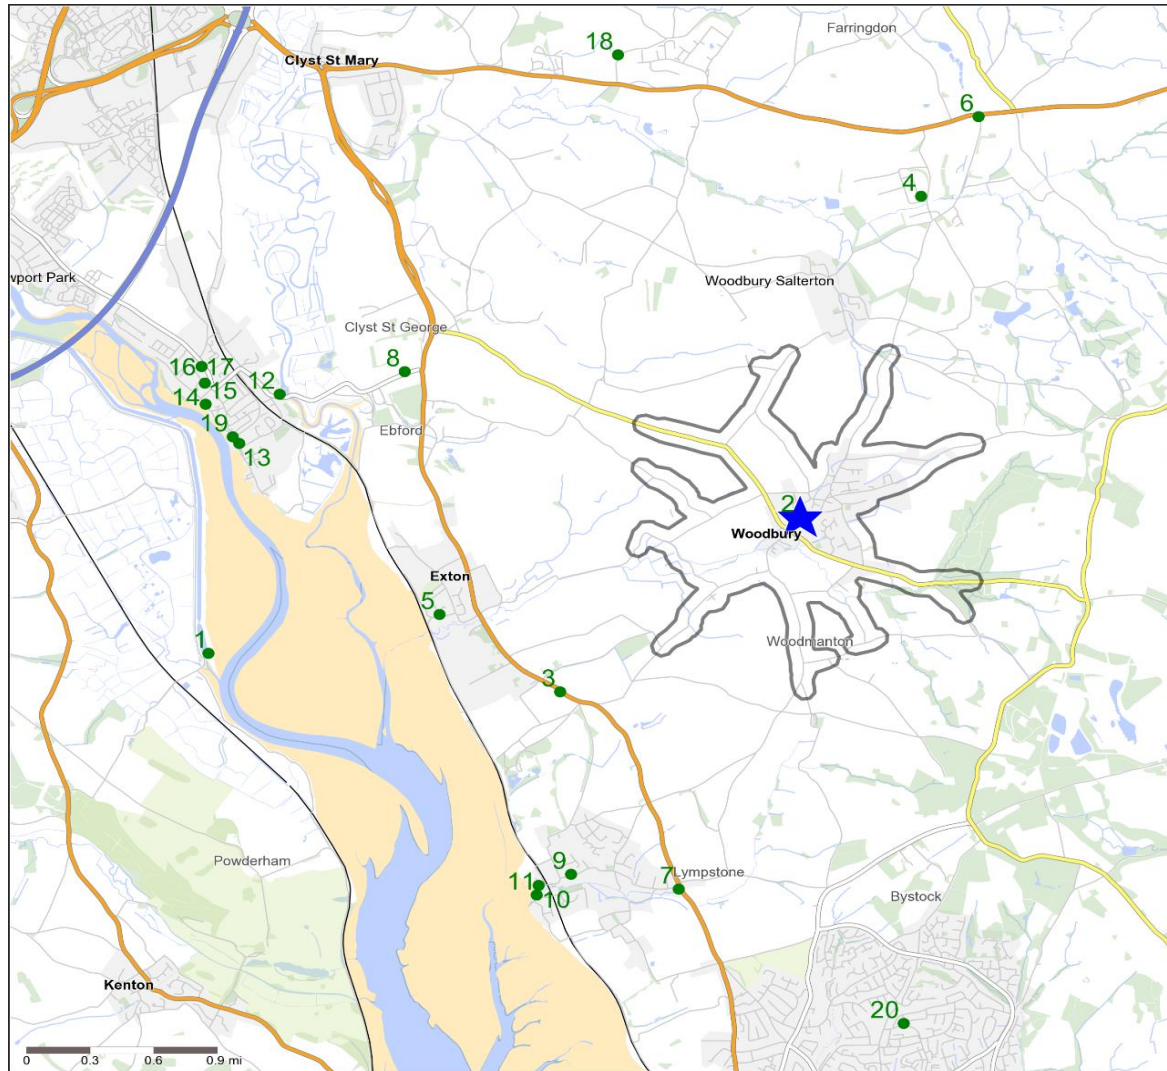 Farringdon
18
Clyst St Mary
6
4
wport Park
Woodbury Salterton
Clyst St George
16 17
8
12
15
14
Ebford
19
13
2
Woodbury
Exton
5
Woodmanton
1
3
Powderham
9
Lympstone
11
7
10
Bystock
Kenton
20
0 0.3 0.6 0.9 mi